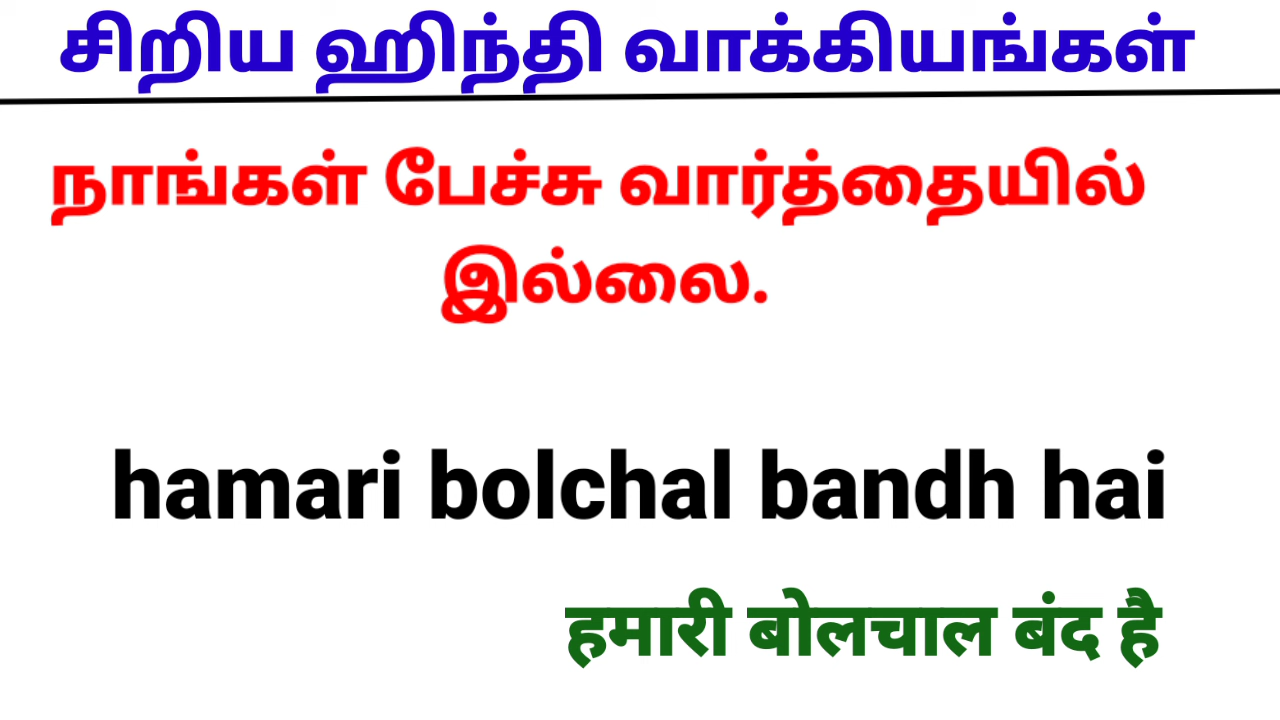 சிறிய ஹிந்தி வாக்கியங்கள்
நாங்கள் பேச்சு வார்த்தையில்
இல்லை.
hamari bolchal bandh hai
हमारी बोलचाल बंद है